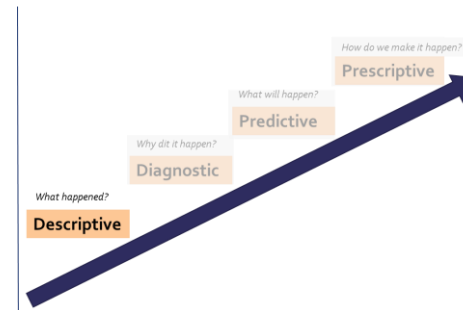 How do we make it happen?
Prescriptive
What will happen?
Predictive
Why dit it happen?
Diagnostic
What happened?
Descriptive